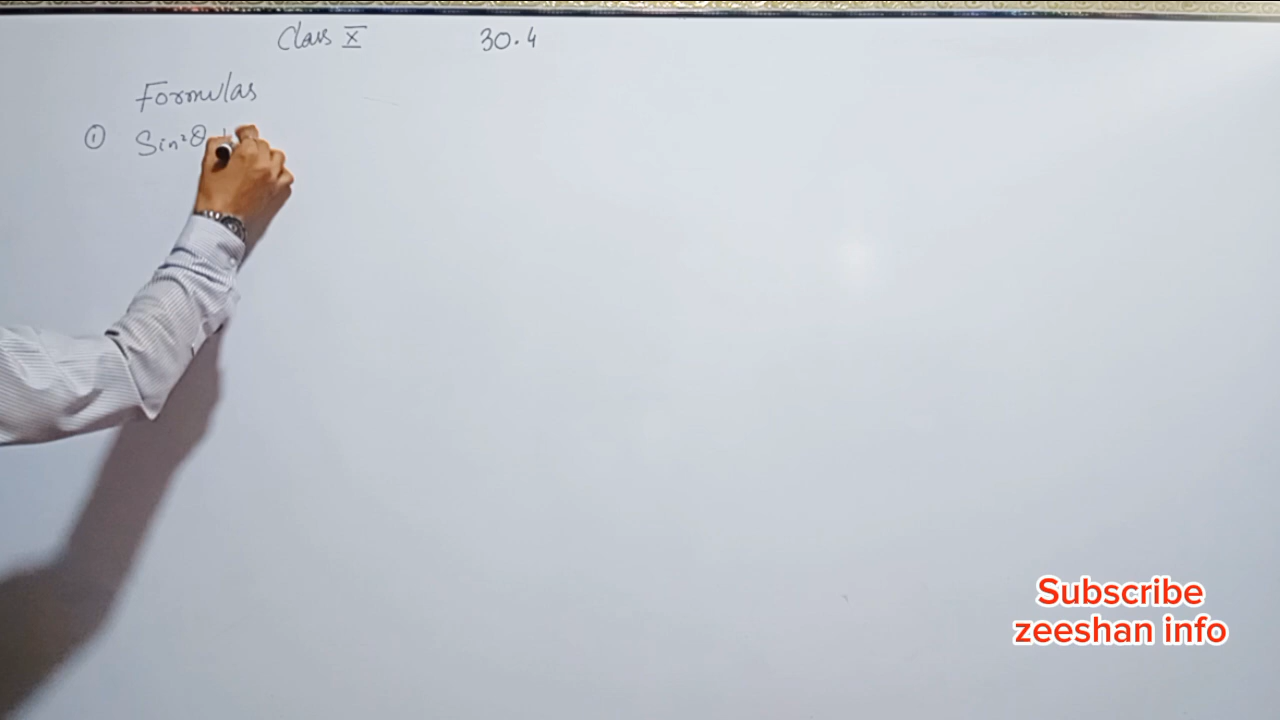 Class X 30.4
Formulas
① Sin²θ +
Subscribe
zeeshan info